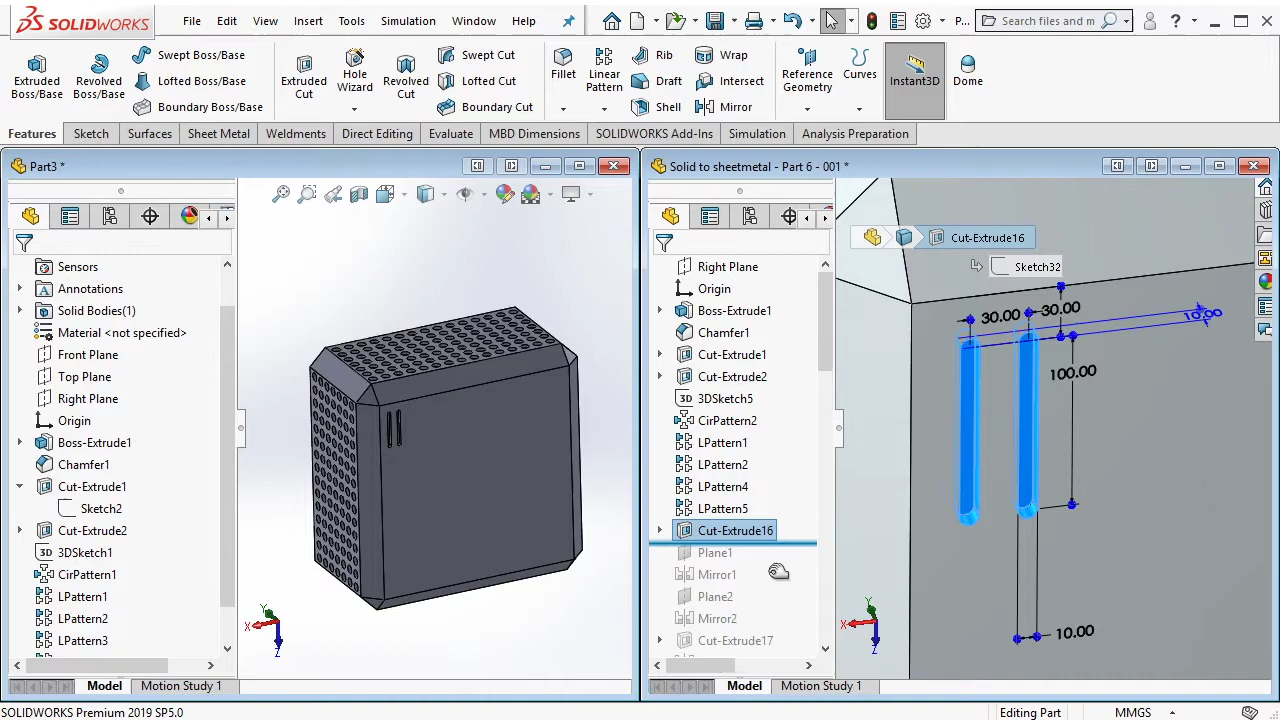 SOLIDWORKS
File
Edit
View
Insert
Tools
Simulation
Window
Help
P...
Search files and m
Extruded Boss/Base
Revolved Boss/Base
Swept Boss/Base
Lofted Boss/Base
Boundary Boss/Base
Extruded Cut
Hole Wizard
Revolved Cut
Swept Cut
Lofted Cut
Boundary Cut
Fillet
Linear Pattern
Rib
Draft
Shell
Wrap
Intersect
Mirror
Reference Geometry
Curves
Instant3D
Dome
Features
Sketch
Surfaces
Sheet Metal
Weldments
Direct Editing
Evaluate
MBD Dimensions
SOLIDWORKS Add-Ins
Simulation
Analysis Preparation
Part3 *
Sensors
Annotations
Solid Bodies(1)
Material <not specified>
Front Plane
Top Plane
Right Plane
Origin
Boss-Extrude1
Chamfer1
Cut-Extrude1
Sketch2
Cut-Extrude2
3D 3DSketch1
CirPattern1
LPattern1
LPattern2
LPattern3
X
Y
Z
Model
Motion Study 1
Solid to sheetmetal - Part 6 - 001 *
Right Plane
Origin
Boss-Extrude1
Chamfer1
Cut-Extrude1
Cut-Extrude2
3D 3DSketch5
CirPattern2
LPattern1
LPattern2
LPattern4
LPattern5
Cut-Extrude16
Plane1
Mirror1
Plane2
Mirror2
Cut-Extrude17
Cut-Extrude16
Sketch32
30.00
30.00
10.00
100.00
10.00
X
Y
Z
Model
Motion Study 1
SOLIDWORKS Premium 2019 SP5.0
Editing Part
MMGS